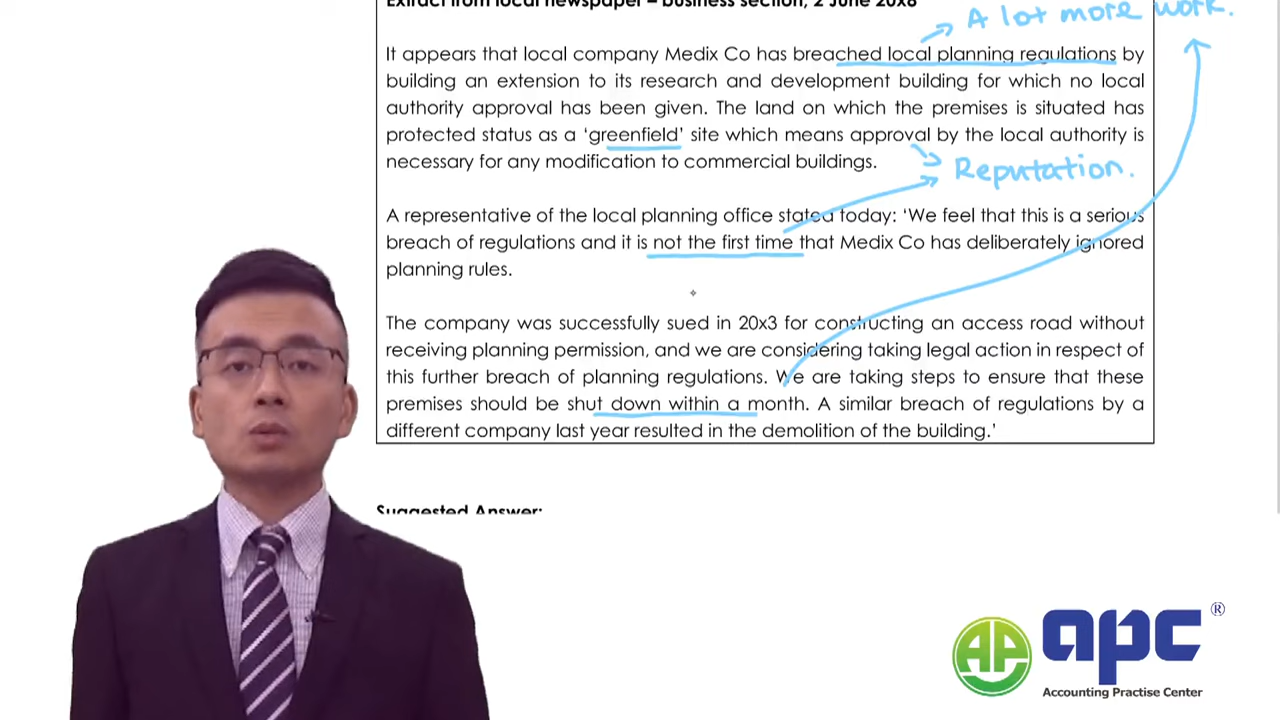 Extract from local newspaper – business section, 2 June 20x8
A lot more work.
It appears that local company Medix Co has breached local planning regulations by
building an extension to its research and development building for which no local
authority approval has been given. The land on which the premises is situated has
protected status as a ‘greenfield’ site which means approval by the local authority is
necessary for any modification to commercial buildings.
Reputation.
A representative of the local planning office stated today: ‘We feel that this is a serious
breach of regulations and it is not the first time that Medix Co has deliberately ignored
planning rules.
The company was successfully sued in 20x3 for constructing an access road without
receiving planning permission, and we are considering taking legal action in respect of
this further breach of planning regulations. We are taking steps to ensure that these
premises should be shut down within a month. A similar breach of regulations by a
different company last year resulted in the demolition of the building.’
Suggested Answer:
AP
apc®
Accounting Practise Center